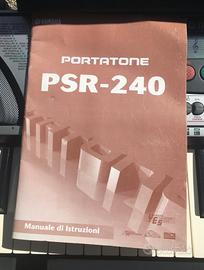 PORTATONE
PSR-240
Manuale di Istruzioni